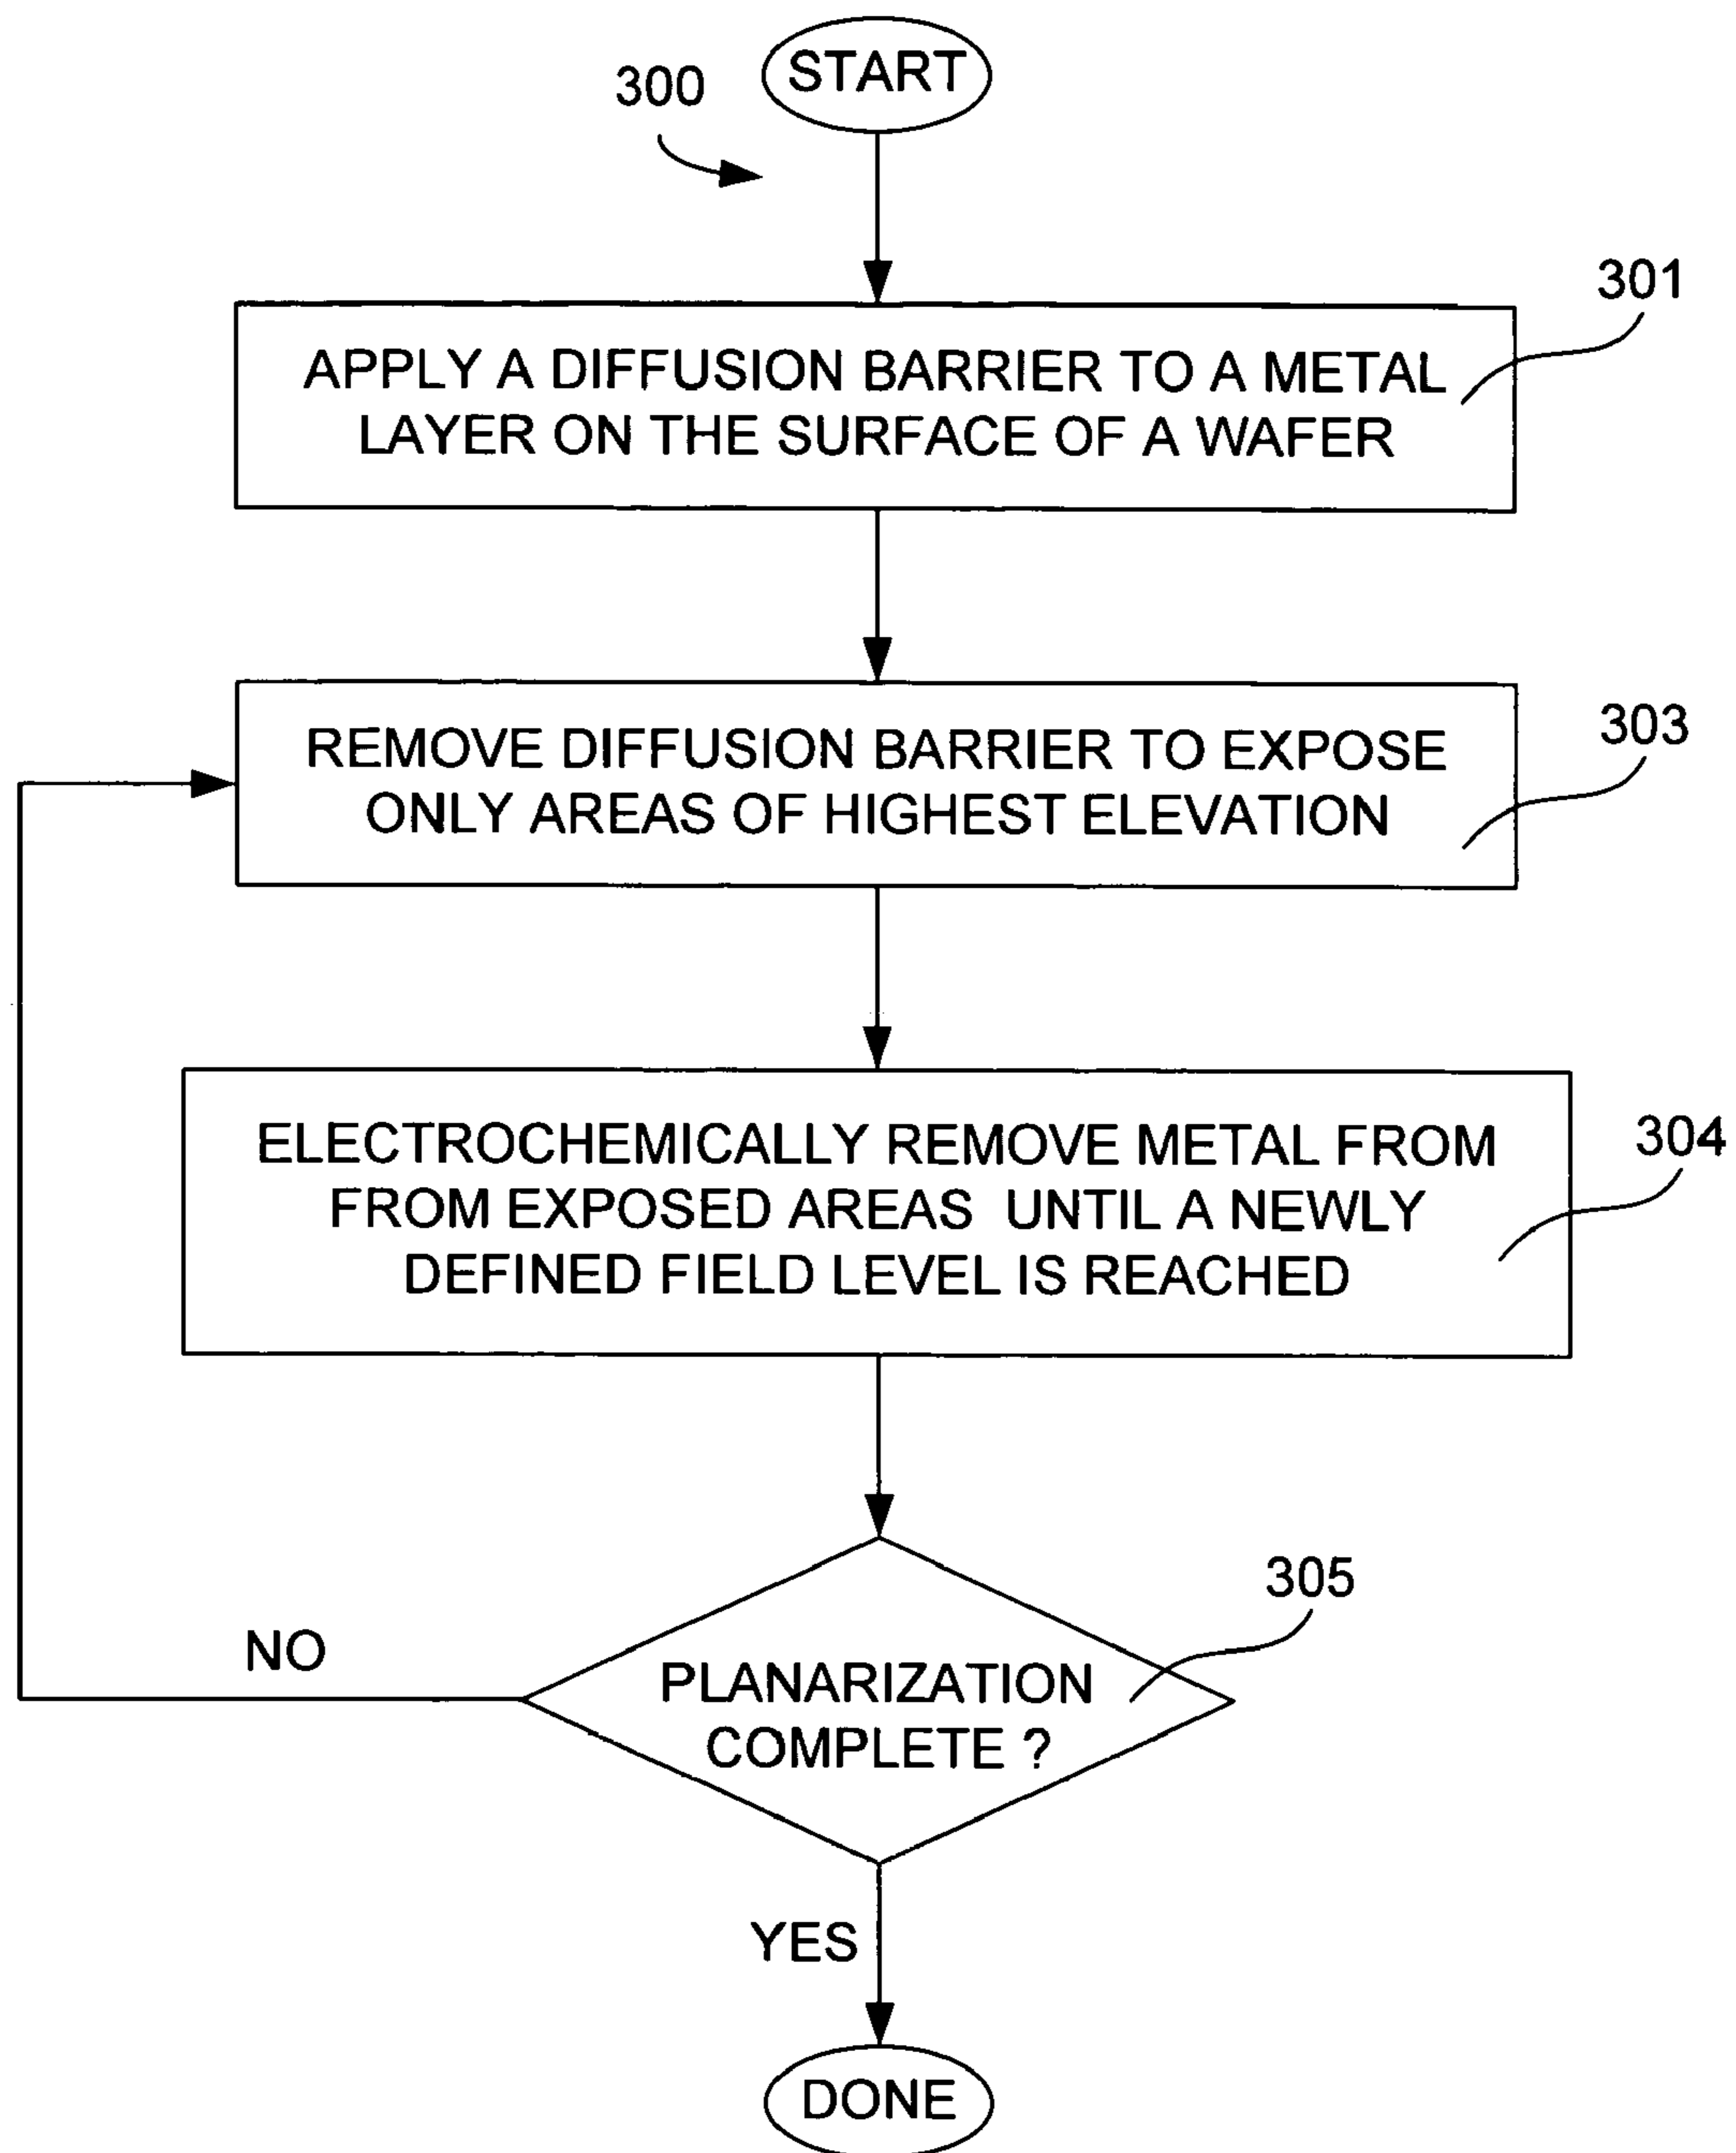 START
300
301
APPLY A DIFFUSION BARRIER TO A METAL
LAYER ON THE SURFACE OF A WAFER
303
REMOVE DIFFUSION BARRIER TO EXPOSE
ONLY AREAS OF HIGHEST ELEVATION
304
ELECTROCHEMICALLY REMOVE METAL FROM
FROM EXPOSED AREAS UNTIL A NEWLY
DEFINED FIELD LEVEL IS REACHED
305
NO
PLANARIZATION
COMPLETE ?
YES
DONE